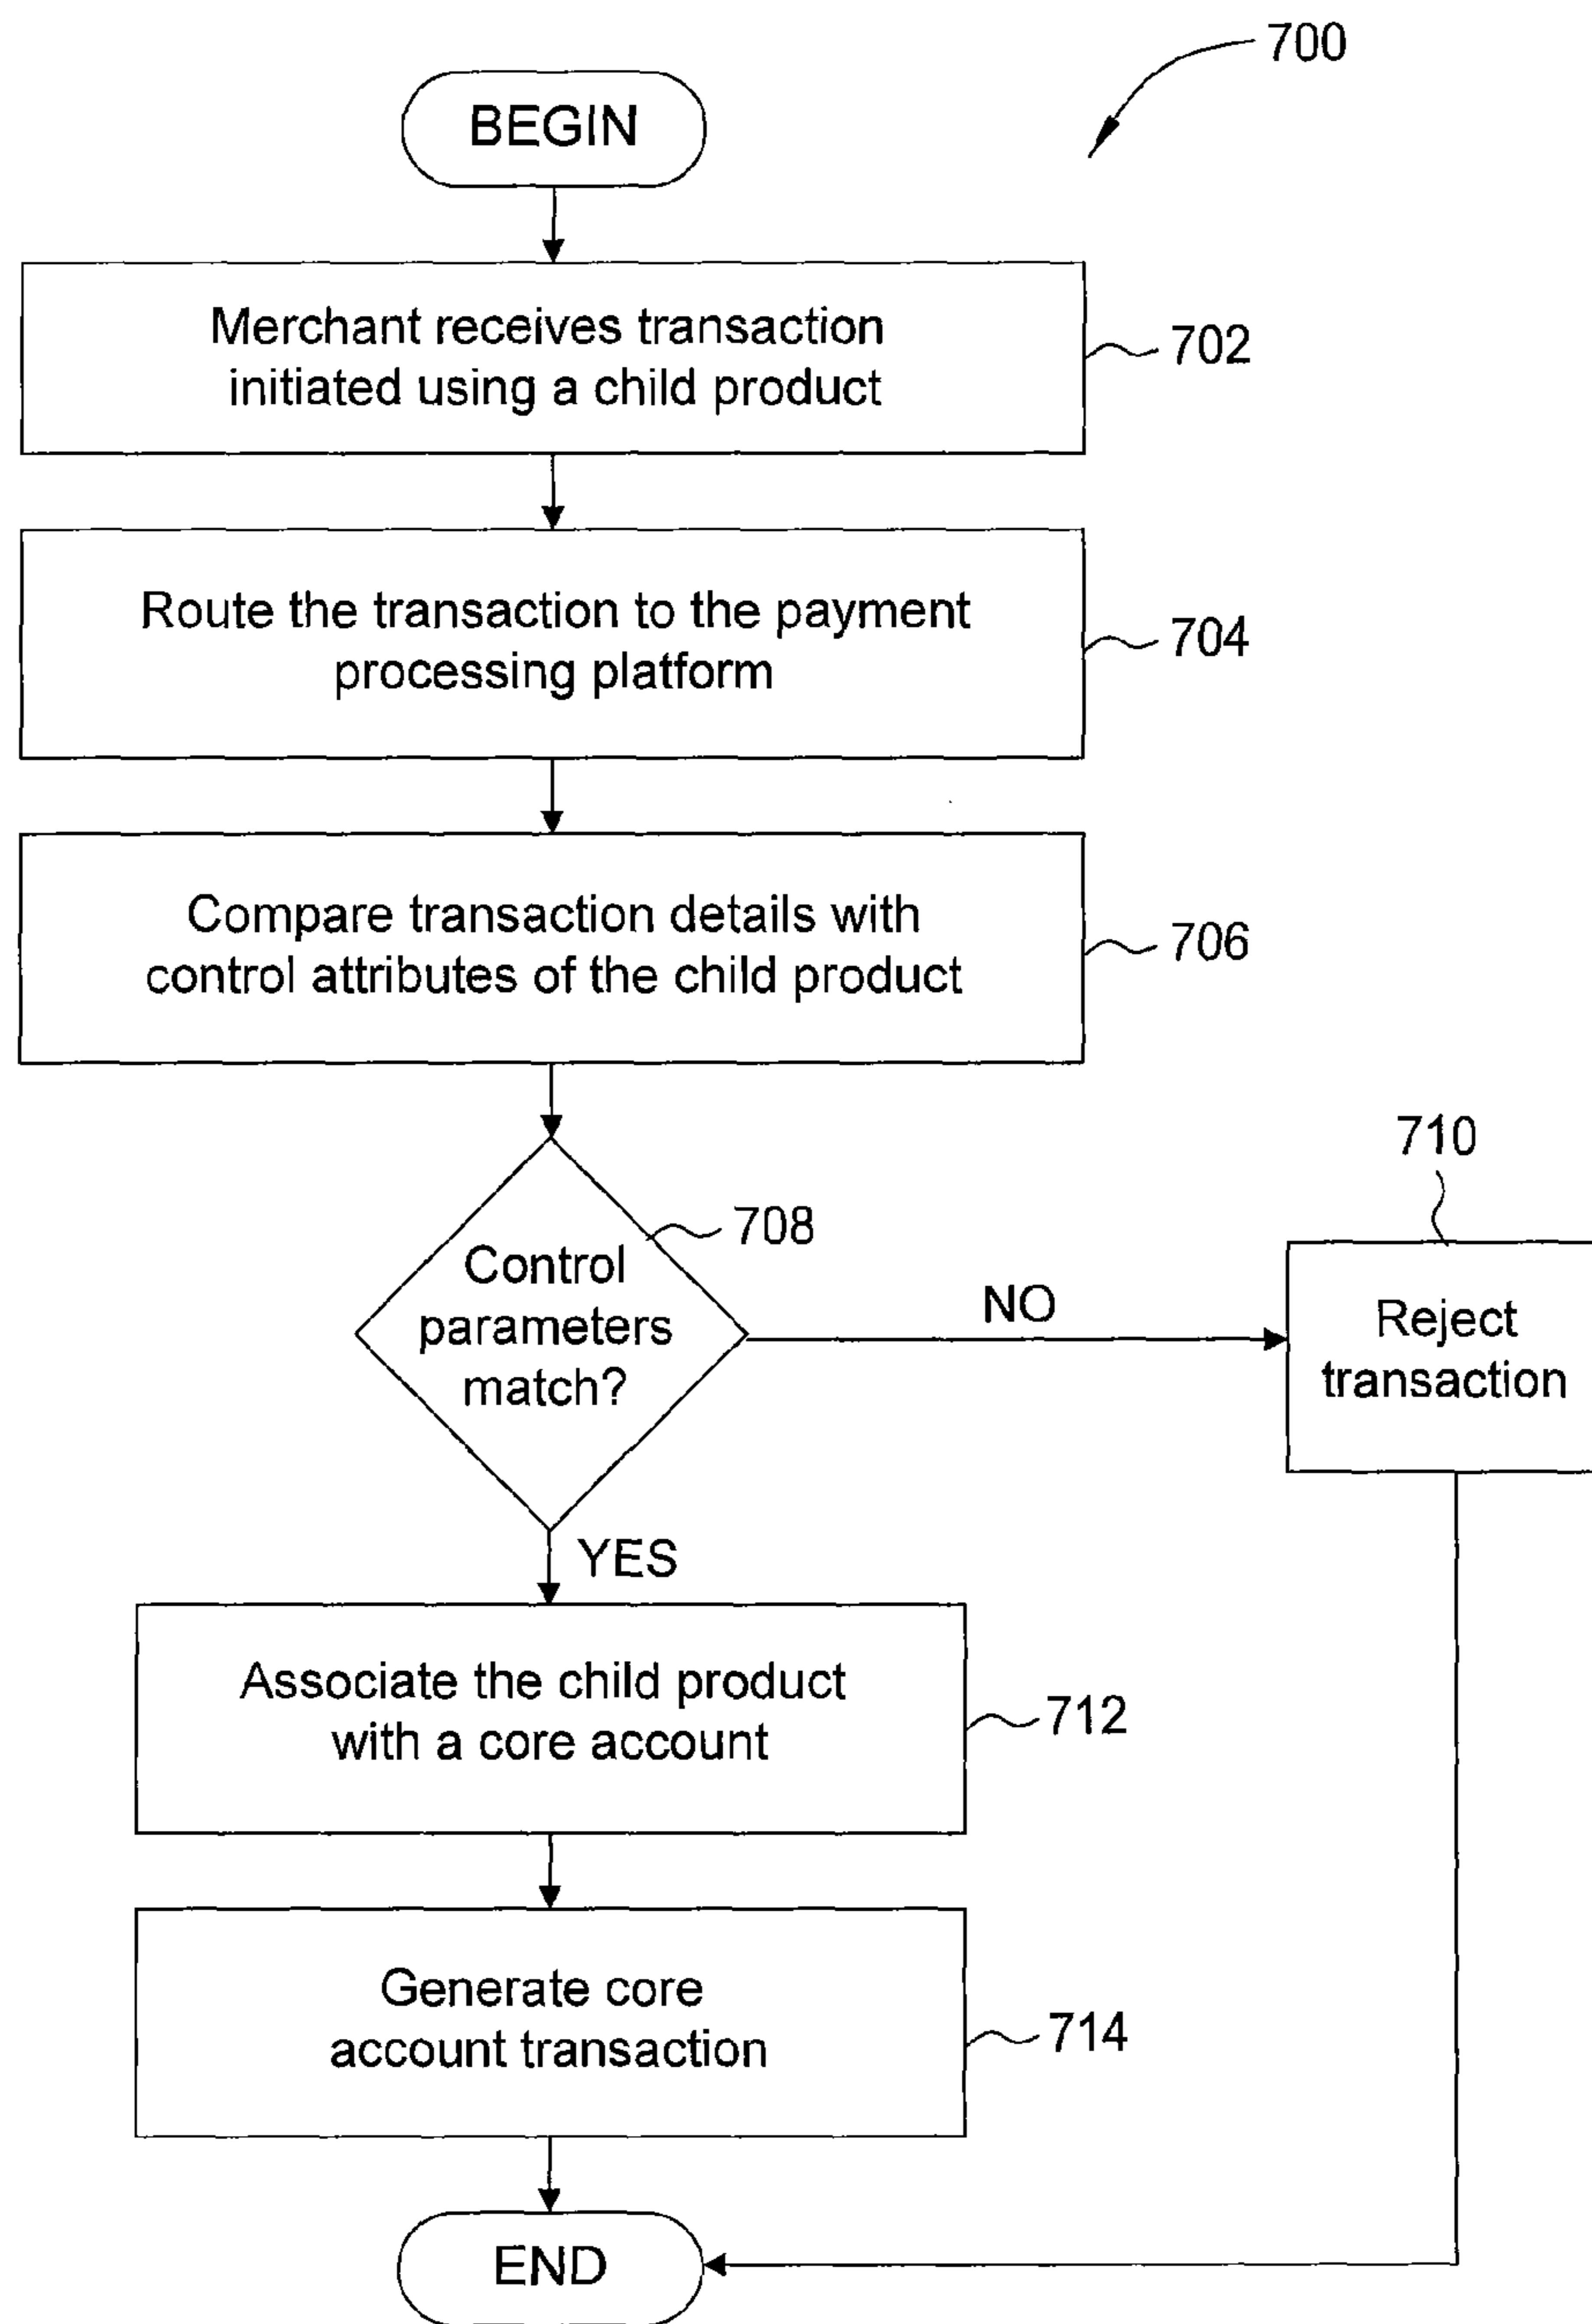 700
BEGIN
Merchant receives transaction
initiated using a child product
702
Route the transaction to the payment
processing platform
704
Compare transaction details with
control attributes of the child product
706
708
Control
parameters
match?
NO
710
Reject
transaction
YES
Associate the child product
with a core account
712
Generate core
account transaction
714
END